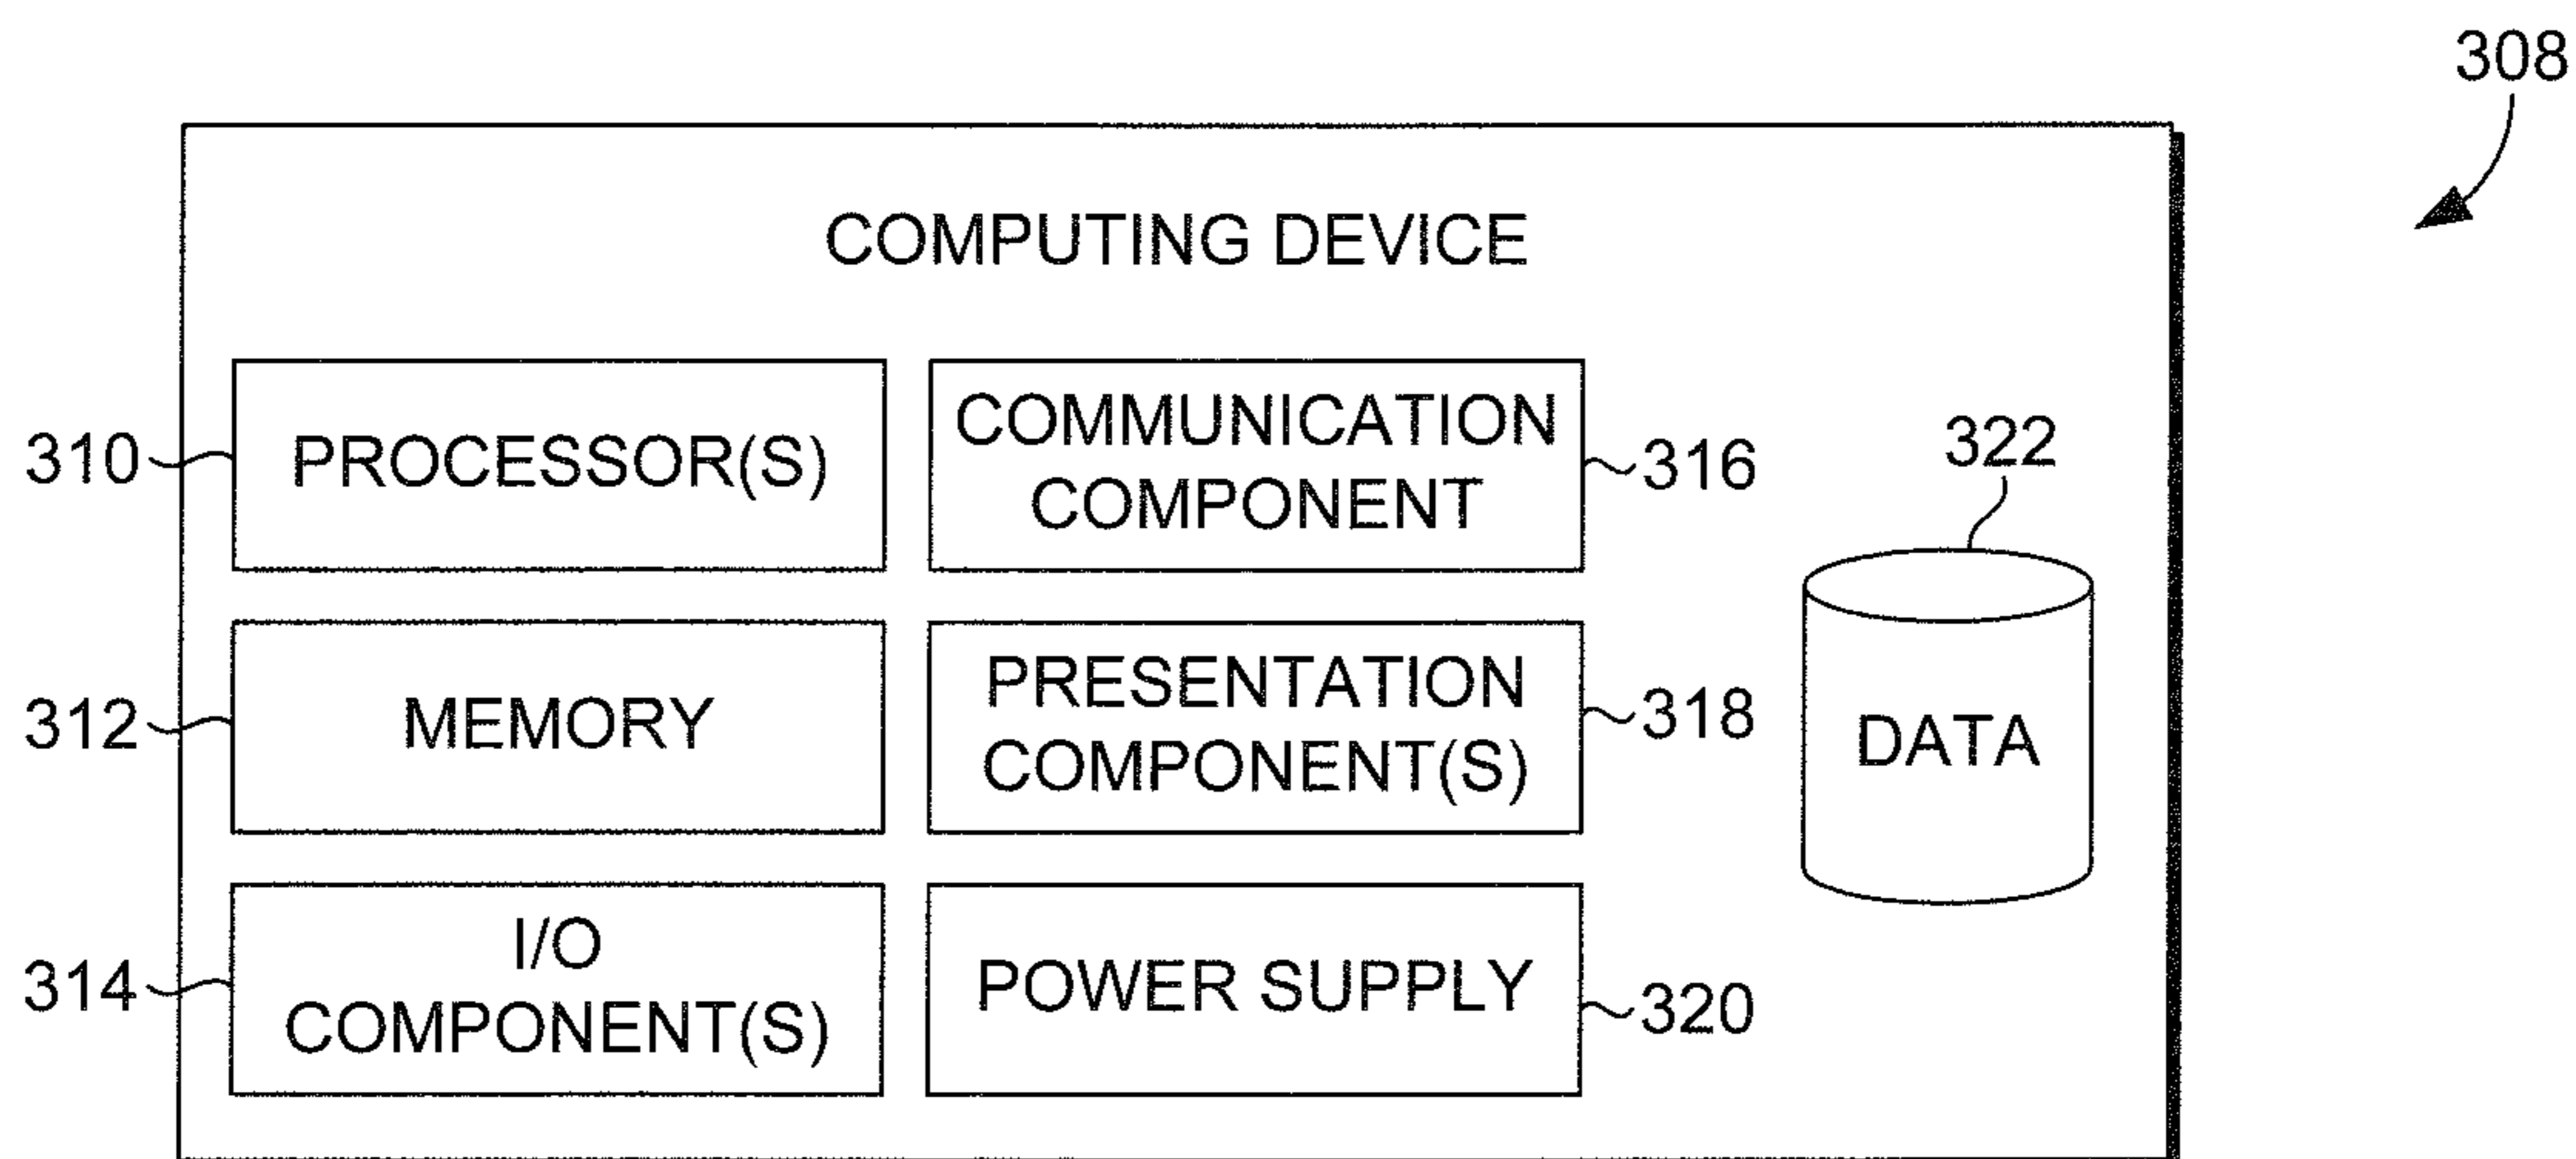 308
COMPUTING DEVICE
310
PROCESSOR(S)
COMMUNICATION
COMPONENT
316
322
312
MEMORY
PRESENTATION
COMPONENT(S)
318
DATA
314
I/O
COMPONENT(S)
POWER SUPPLY
320